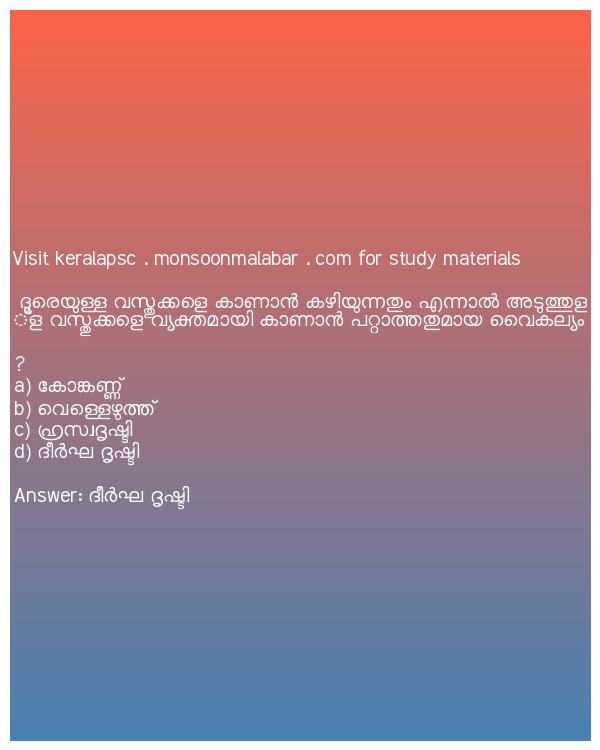 Visit keralapsc . monsoonmalabar . com for study materials
ദൂരെയുള്ള വസ്തുക്കളെ കാണാൻ കഴിയുന്നതും എന്നാൽ അടുത്തുള
്ള വസ്തുക്കളെ വ്യക്തമായി കാണാൻ പറ്റാത്തതുമായ വൈകല്യം
?
a) കോങ്കണ്ണ്
b) വെള്ളെഴുത്ത്
c) ഹ്രസ്വദൃഷ്ടി
d) ദീർഘ ദൃഷ്ടി
Answer: ദീർഘ ദൃഷ്ടി